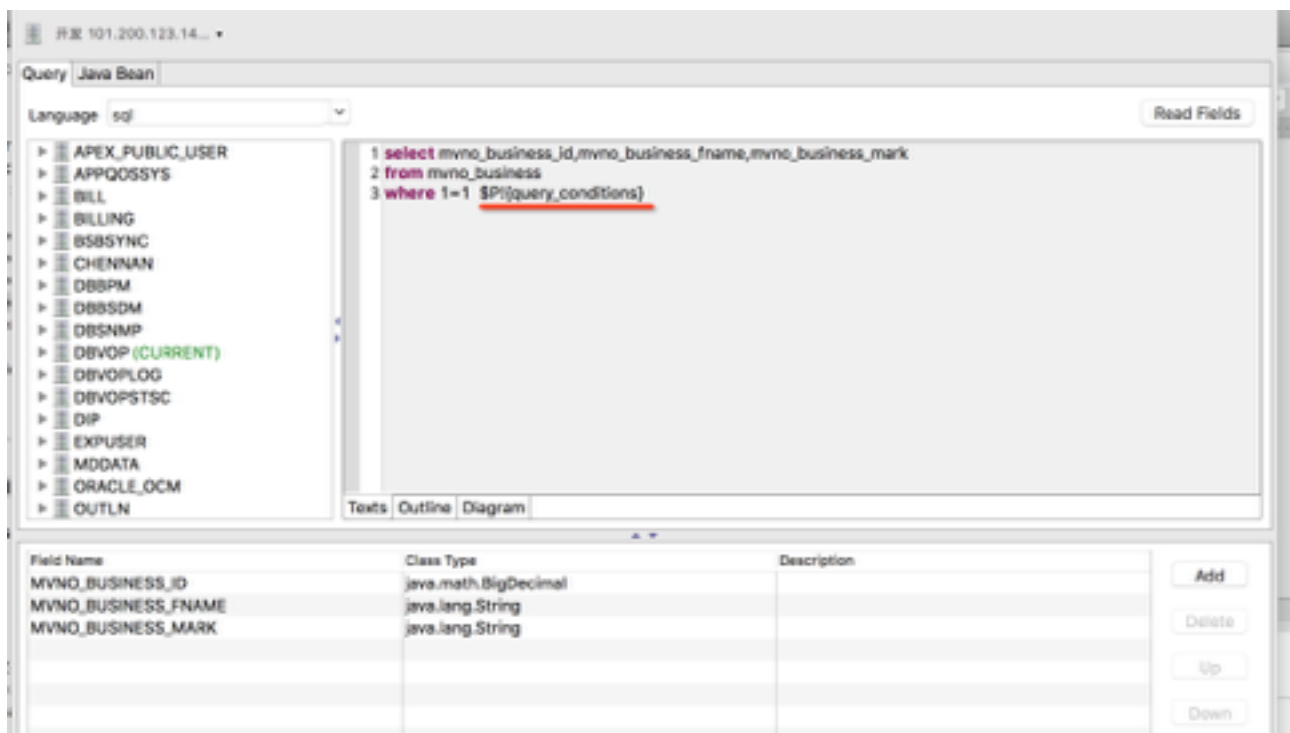 开发 101.200.123.14...
Query Java Bean
Language sql
Read Fields
APEX_PUBLIC_USER
APPQOSSYS
BILL
BILLING
BSBSYNC
CHENNAN
DBBPM
DBBSDM
DBSNMP
DBVOP (CURRENT)
DBVOPLOG
DBVOPSTSC
DIP
EXPUSER
MDDATA
ORACLE_OCM
OUTLN
1 select mvno_business_id,mvno_business_fname,mvno_business_mark
2 from mvno_business
3 where 1=1 $P!{query_conditions}
Texts Outline Diagram
Field Name Class Type Description
MVNO_BUSINESS_ID java.math.BigDecimal
MVNO_BUSINESS_FNAME java.lang.String
MVNO_BUSINESS_MARK java.lang.String
Add
Delete
Up
Down